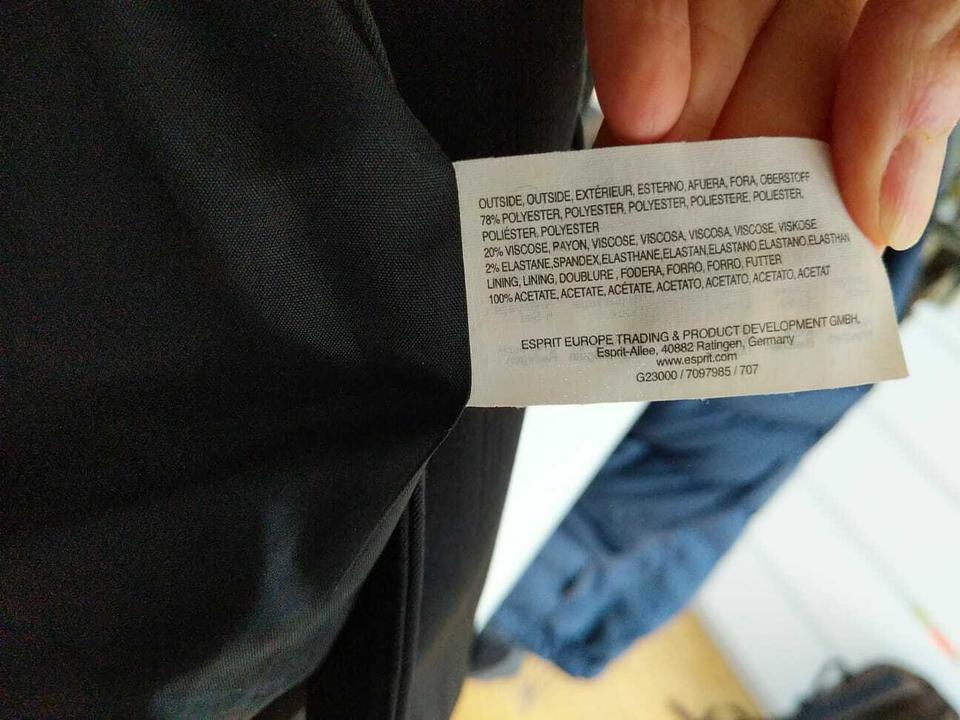 OUTSIDE, OUTSIDE, EXTÉRIEUR, ESTERNO, AFUERA, FORA, OBERSTOFF
78% POLYESTER, POLYESTER, POLYESTER, POLIESTERE, POLIESTER,
POLIÉSTER, POLYESTER
20% VISCOSE, PAYON, VISCOSE, VISCOSA, VISCOSA, VISCOSE, VISKOSE
2% ELASTANE,SPANDEX,ELASTHANE,ELASTAN,ELASTANO,ELASTANO,ELASTHAN
LINING, LINING, DOUBLURE , FODERA, FORRO, FORRO, FUTTER
100% ACETATE, ACETATE, ACÉTATE, ACETATO, ACETATO, ACETATO, ACETAT
ESPRIT EUROPE TRADING & PRODUCT DEVELOPMENT GMBH,
Esprit-Allee, 40882 Ratingen, Germany
www.esprit.com
G23000 / 7097985 / 707